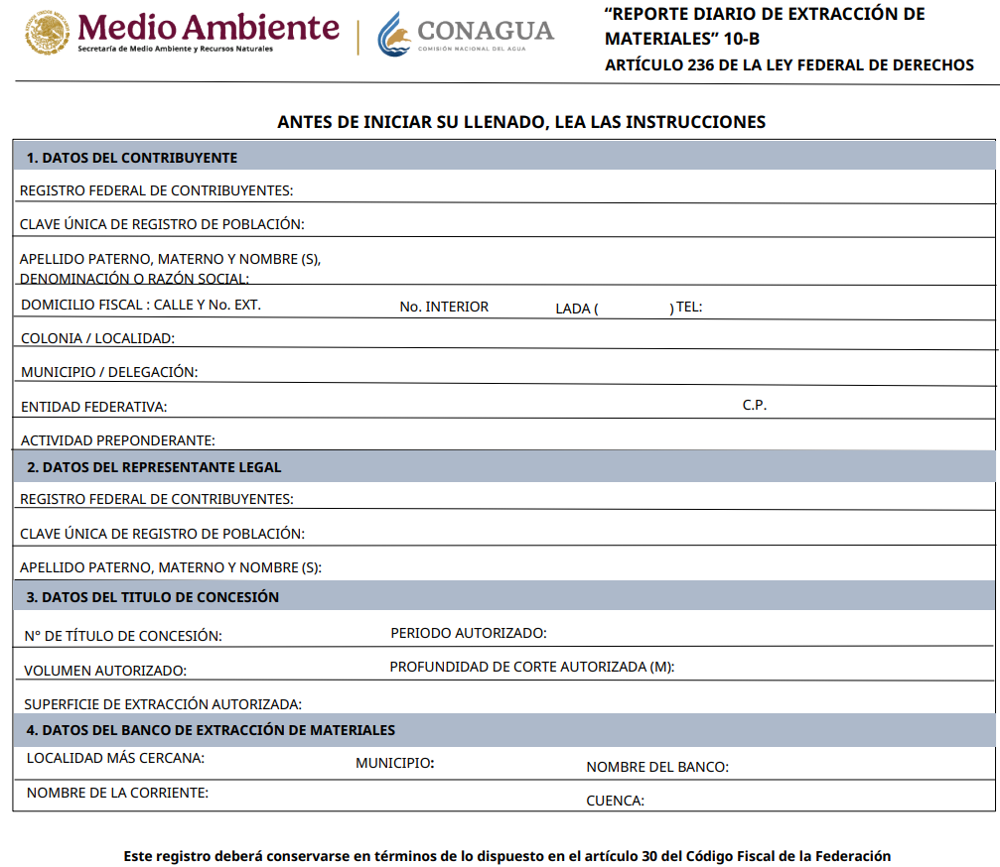 Medio Ambiente
Secretaría de Medio Ambiente y Recursos Naturales
CONAGUA
COMISIÓN NACIONAL DEL AGUA
“REPORTE DIARIO DE EXTRACCIÓN DE
MATERIALES” 10-B
ARTÍCULO 236 DE LA LEY FEDERAL DE DERECHOS
ANTES DE INICIAR SU LLENADO, LEA LAS INSTRUCCIONES
1. DATOS DEL CONTRIBUYENTE
REGISTRO FEDERAL DE CONTRIBUYENTES:
CLAVE ÚNICA DE REGISTRO DE POBLACIÓN:
APELLIDO PATERNO, MATERNO Y NOMBRE (S),
DENOMINACIÓN O RAZÓN SOCIAL:
DOMICILIO FISCAL : CALLE Y No. EXT. No. INTERIOR LADA ( ) TEL:
COLONIA / LOCALIDAD:
MUNICIPIO / DELEGACIÓN:
ENTIDAD FEDERATIVA: C.P.
ACTIVIDAD PREPONDERANTE:
2. DATOS DEL REPRESENTANTE LEGAL
REGISTRO FEDERAL DE CONTRIBUYENTES:
CLAVE ÚNICA DE REGISTRO DE POBLACIÓN:
APELLIDO PATERNO, MATERNO Y NOMBRE (S):
3. DATOS DEL TITULO DE CONCESIÓN
N° DE TÍTULO DE CONCESIÓN: PERIODO AUTORIZADO:
VOLUMEN AUTORIZADO: PROFUNDIDAD DE CORTE AUTORIZADA (M):
SUPERFICIE DE EXTRACCIÓN AUTORIZADA:
4. DATOS DEL BANCO DE EXTRACCIÓN DE MATERIALES
LOCALIDAD MÁS CERCANA: MUNICIPIO: NOMBRE DEL BANCO:
NOMBRE DE LA CORRIENTE: CUENCA:
Este registro deberá conservarse en términos de lo dispuesto en el artículo 30 del Código Fiscal de la Federación